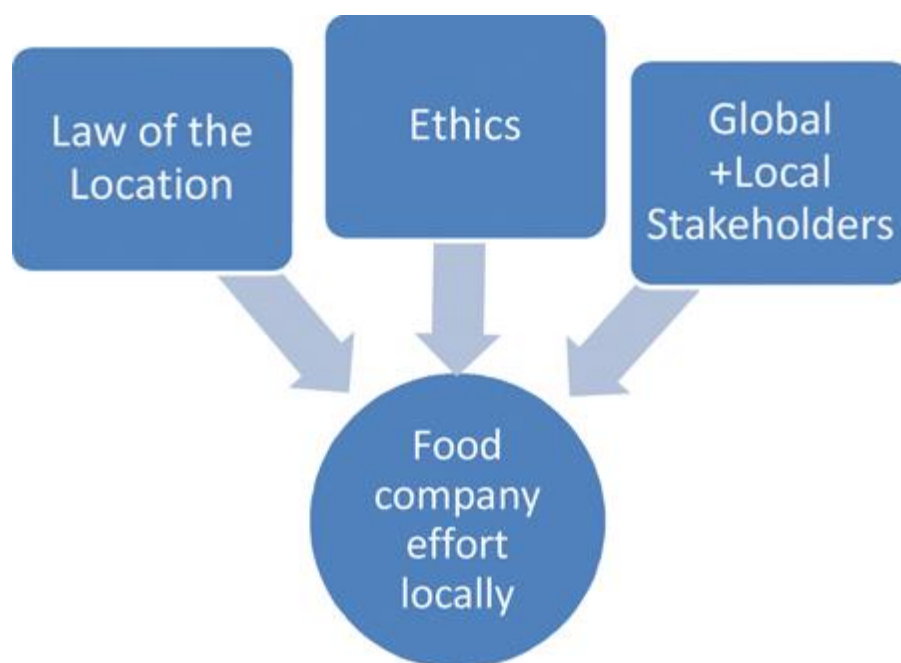 Law of the
Location
Ethics
Global
+Local
Stakeholders
Food
company
effort
locally